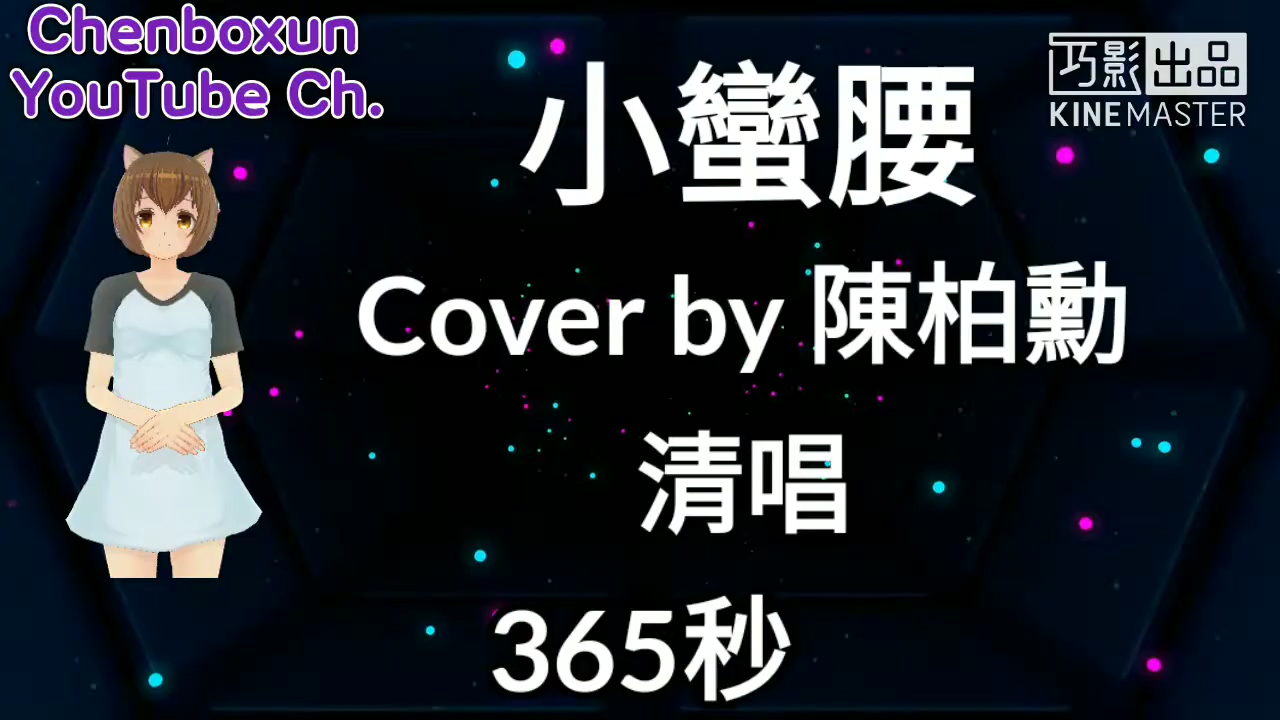 Chenboxun
YouTube Ch.
巧影出品
KINEMASTER
小蠻腰
Cover by 陳柏勳
清唱
365秒